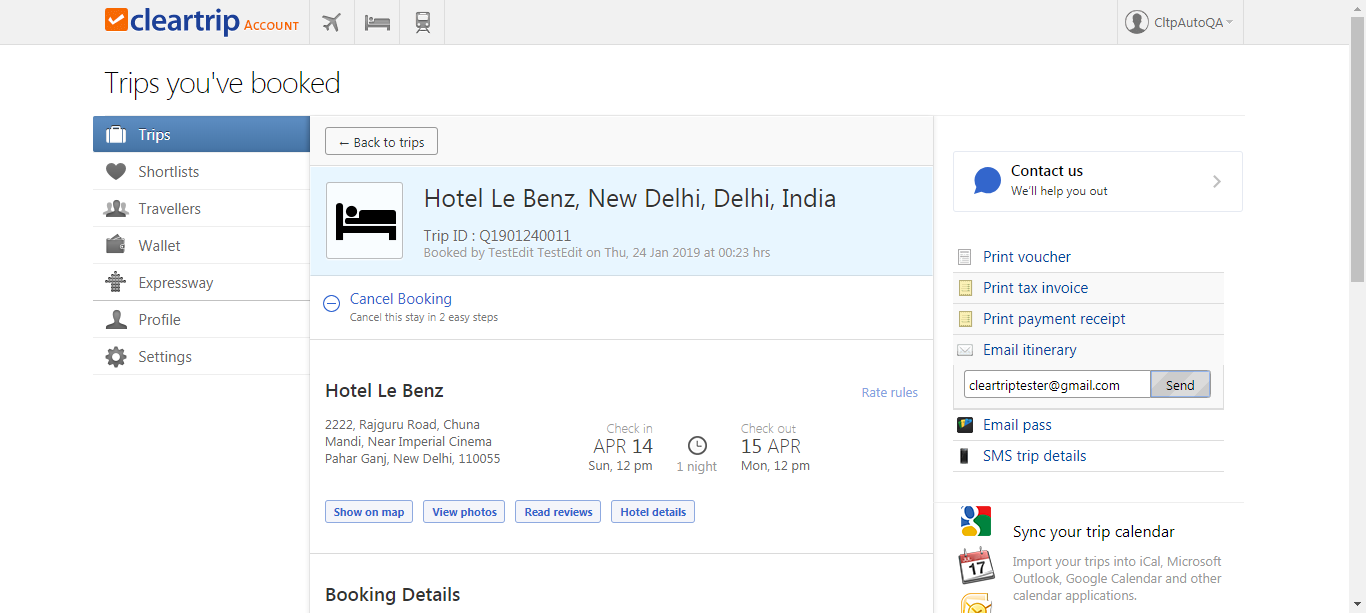 cleartrip ACCOUNT
CltpAutoQA
Trips you've booked
Trips
Shortlists
Travellers
Wallet
Expressway
Profile
Settings
← Back to trips
Hotel Le Benz, New Delhi, Delhi, India
Trip ID : Q1901240011
Booked by TestEdit TestEdit on Thu, 24 Jan 2019 at 00:23 hrs
Cancel Booking
Cancel this stay in 2 easy steps
Hotel Le Benz
Rate rules
2222, Rajguru Road, Chuna
Mandi, Near Imperial Cinema
Pahar Ganj, New Delhi, 110055
Check in
APR 14
Sun, 12 pm
1 night
Check out
15 APR
Mon, 12 pm
Show on map
View photos
Read reviews
Hotel details
Booking Details
Contact us
We'll help you out
Print voucher
Print tax invoice
Print payment receipt
Email itinerary
cleartriptester@gmail.com
Send
Email pass
SMS trip details
Sync your trip calendar
17
Import your trips into iCal, Microsoft
Outlook, Google Calendar and other
calendar applications.